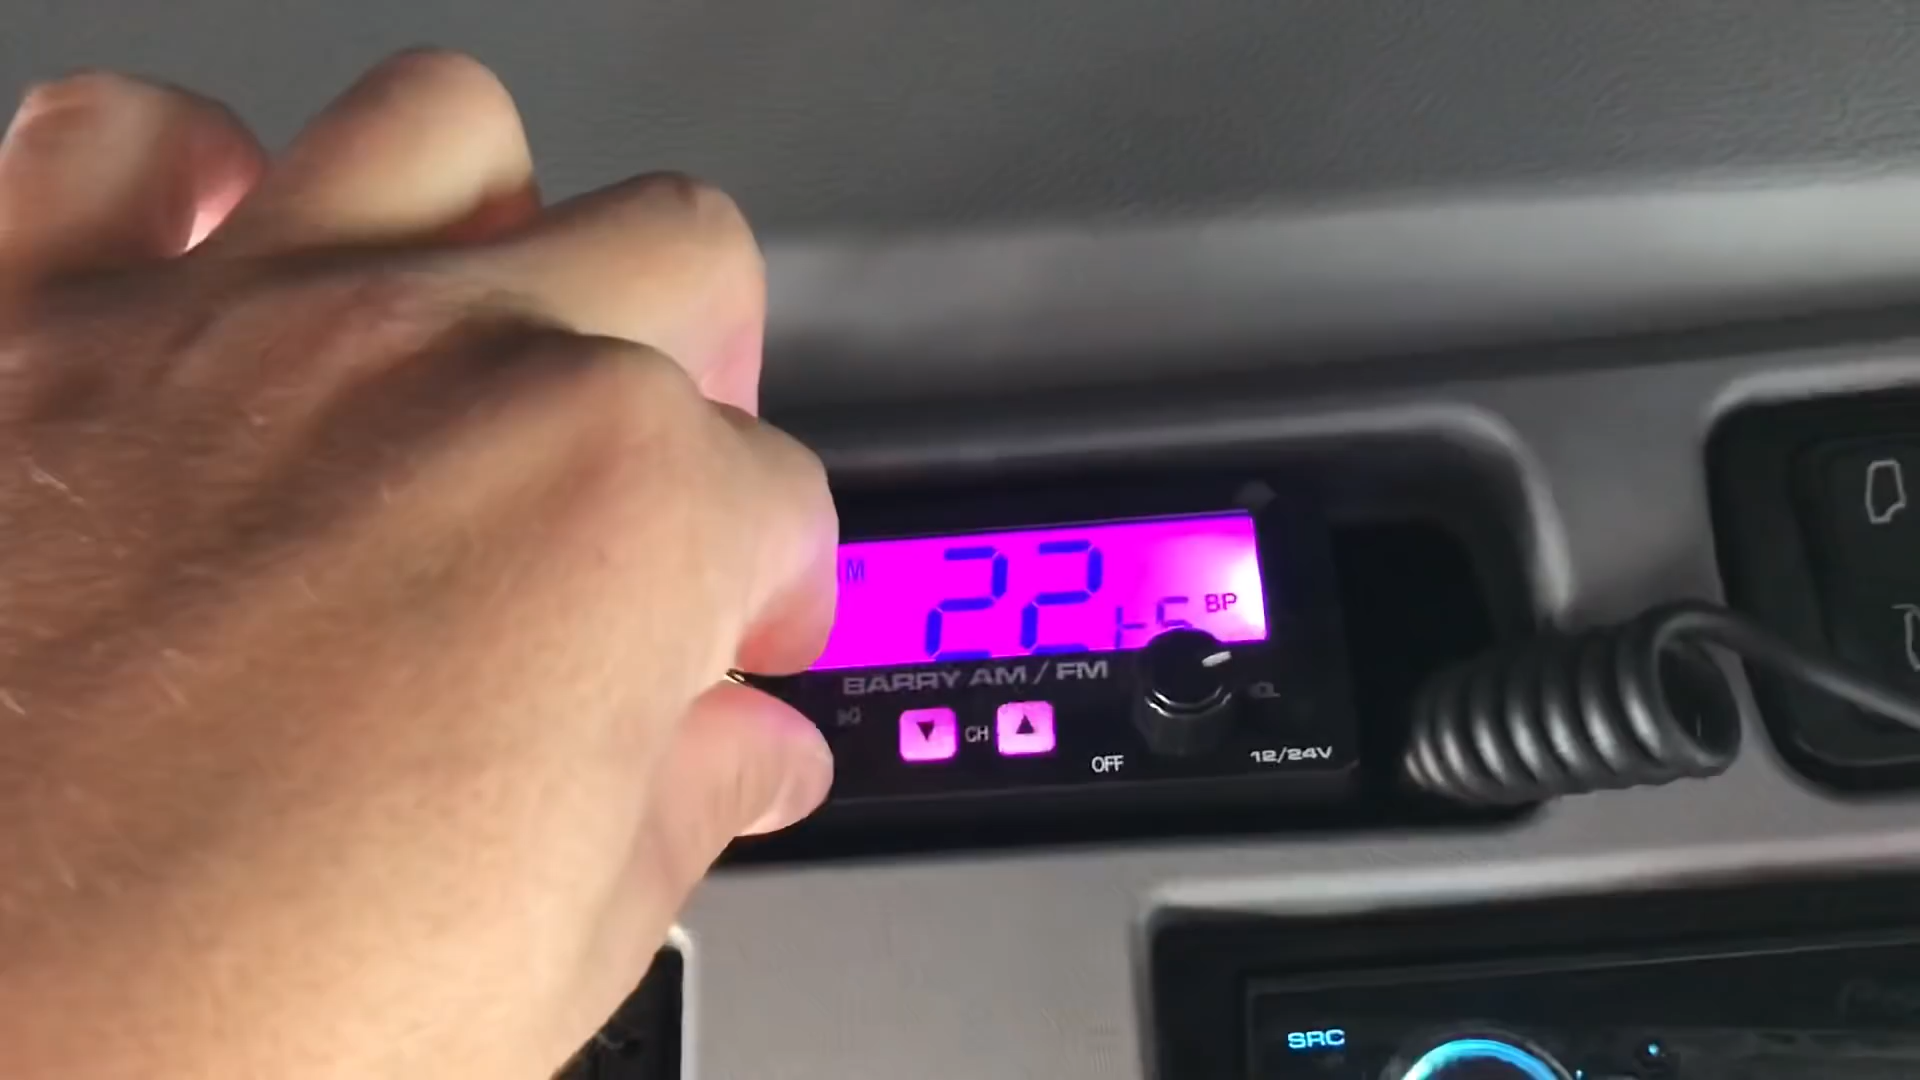 22
BP
BARRY AM / FM
▼ CH ▲
OFF
12/24V
SRC